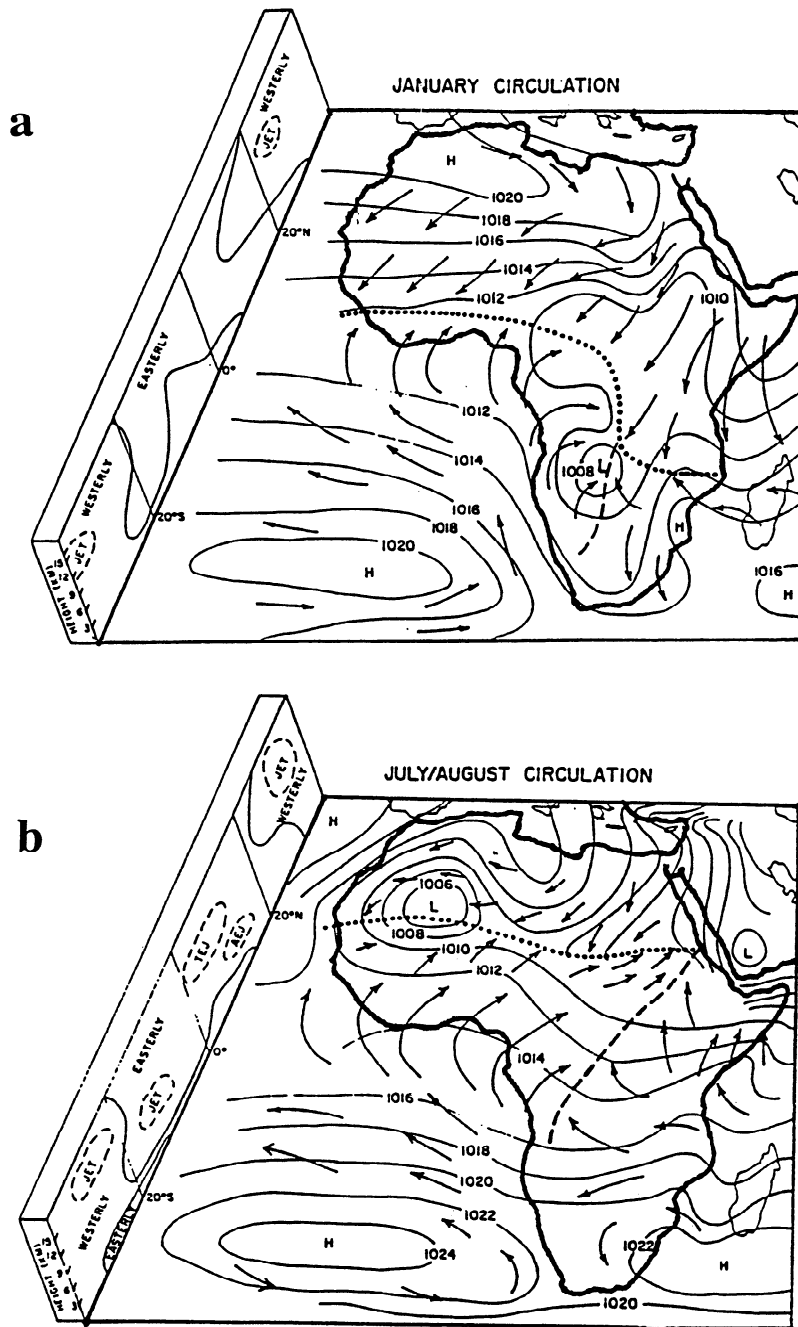 a
JANUARY CIRCULATION
WESTERLY
JET
H
1020
1018
20°N
1016
1014
1012
1010
EASTERLY
0°
1012
1014
1008
L
WESTERLY
1016
20°S
1018
JET
1020
H
H
1016
H
15
12
9
6
3
HEIGHT (KM)
b
JULY/AUGUST CIRCULATION
JET
WESTERLY
H
1006
L
20°N
TEJ
AEJ
1008
1010
L
1012
EASTERLY
0°
1014
JET
1016
JET
1018
20°S
1020
WESTERLY
EASTERLY
1022
H
1024
1022
H
15
12
9
6
3
HEIGHT (KM)
1020